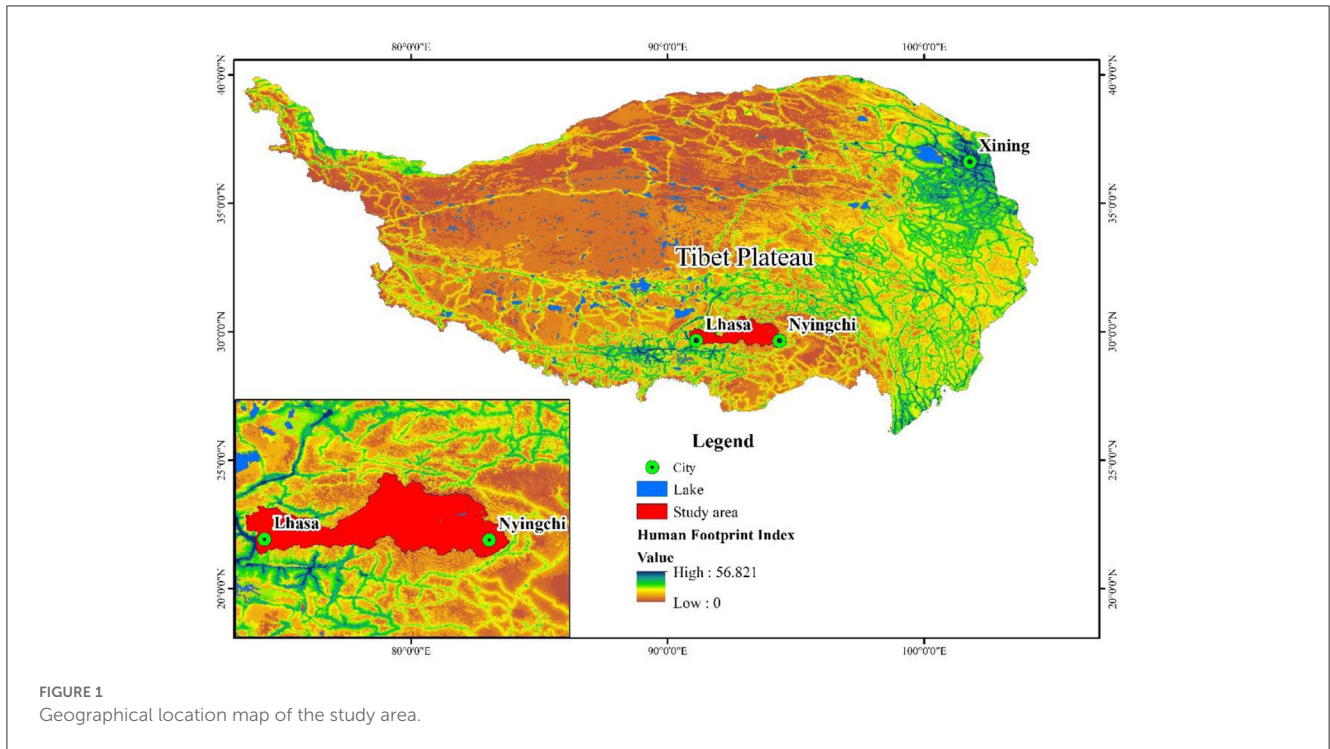 80°0'0"E 90°0'0"E 100°0'0"E
40°0'0"N 40°0'0"N
Xining
35°0'0"N 35°0'0"N
Tibet Plateau
Lhasa Nyingchi
30°0'0"N 30°0'0"N
Legend
City
25°0'0"N 25°0'0"N
Lake
Study area
Lhasa Nyingchi
Human Footprint Index
Value
High : 56.821
20°0'0"N 20°0'0"N
Low : 0
80°0'0"E 90°0'0"E 100°0'0"E
FIGURE 1
Geographical location map of the study area.